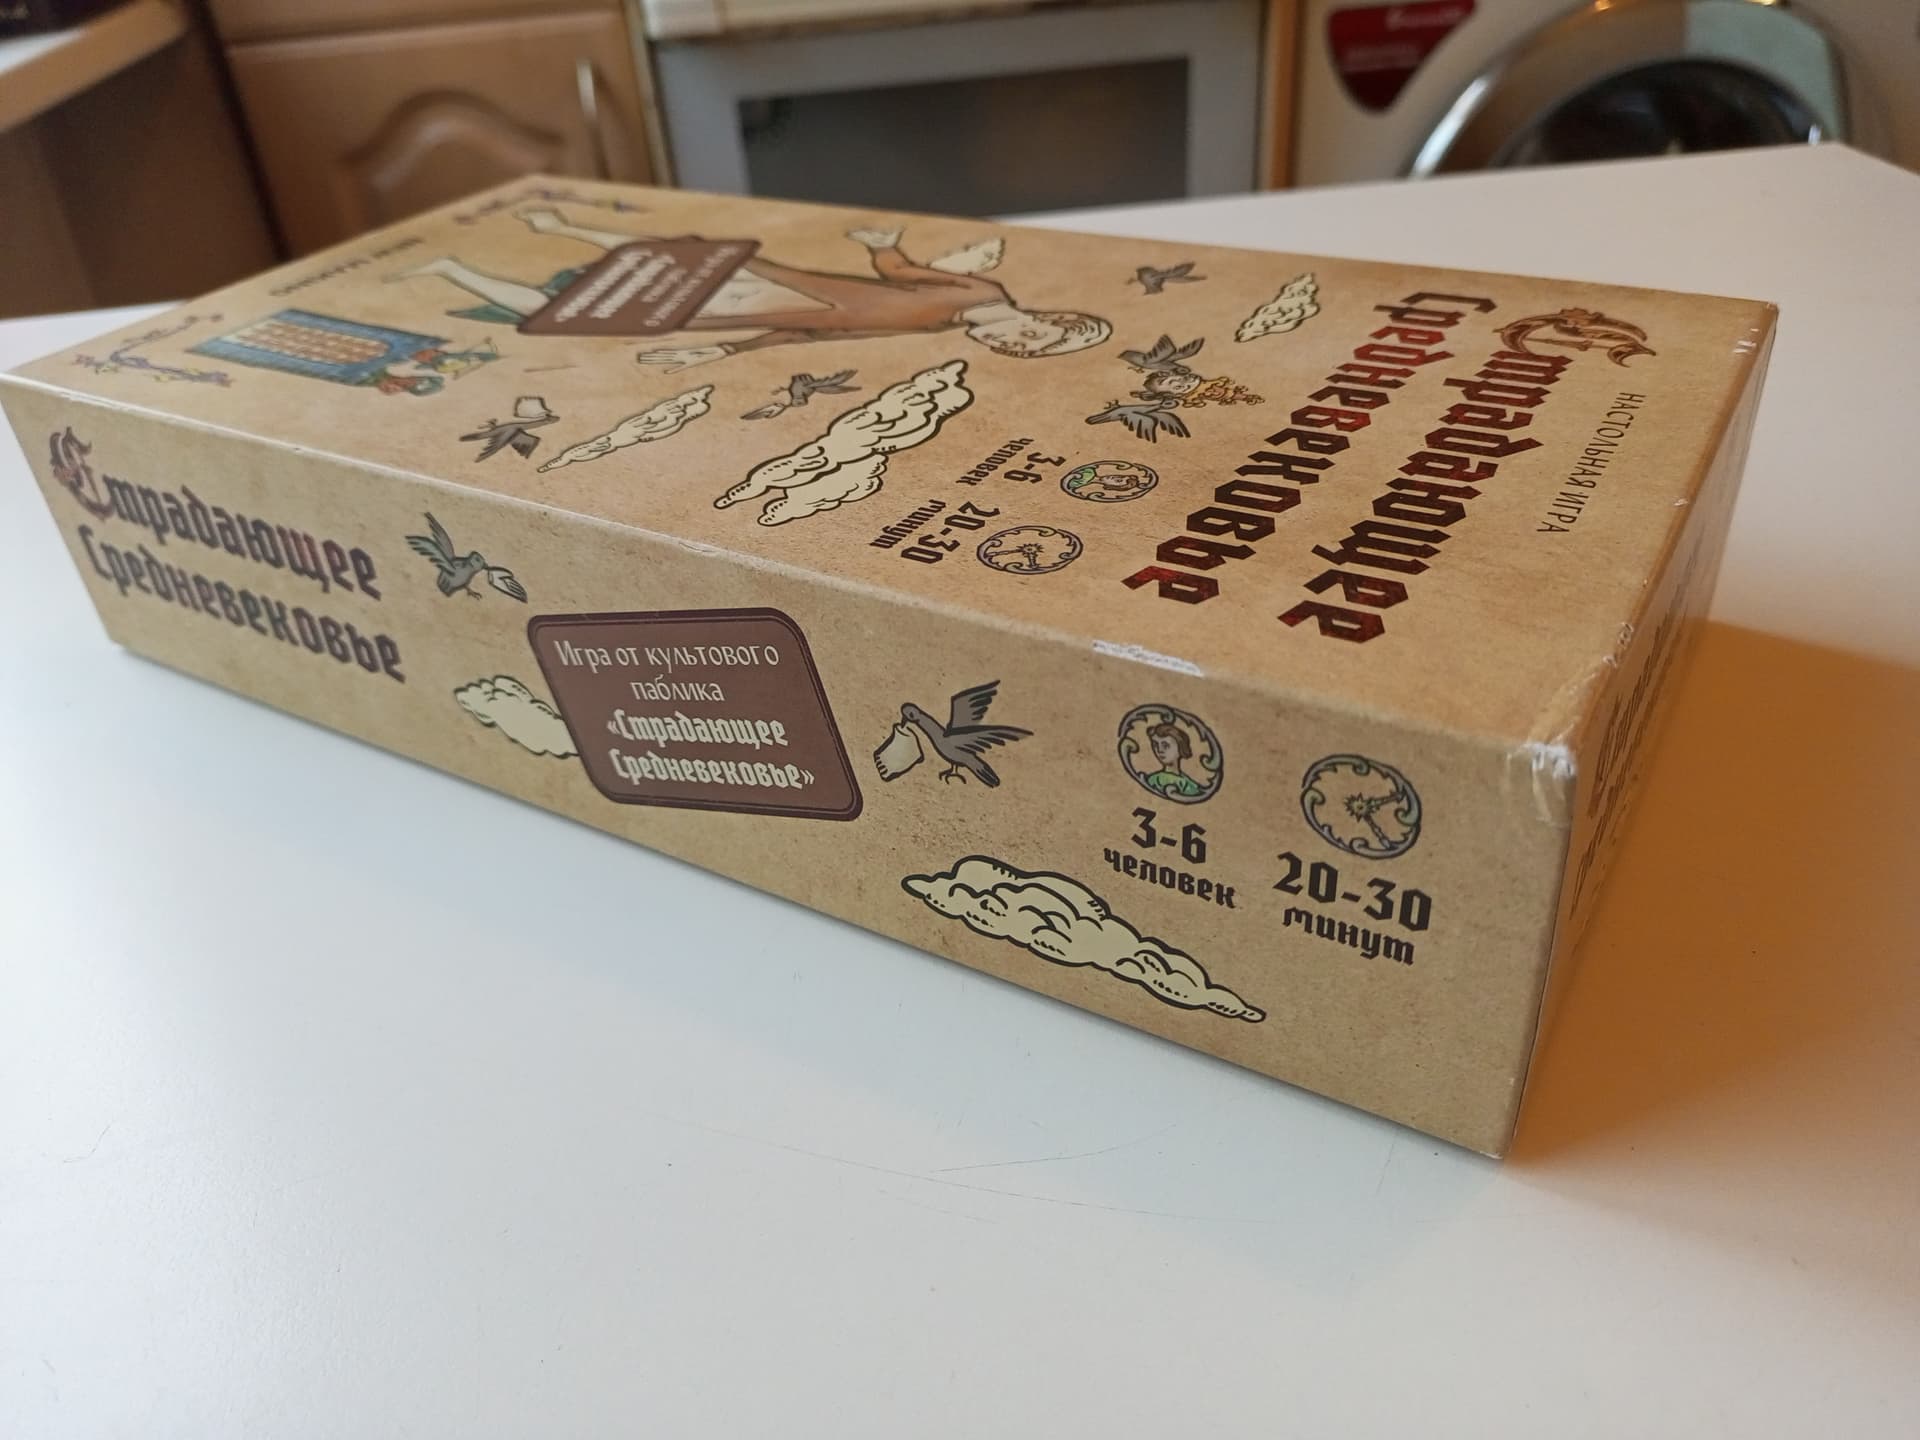 НАСТОЛЬНАЯ ИГРА
Страдающее
Средневековье
3-6
человек
20-30
минут
Страдающее
Средневековье
Игра от культового
паблика
«Страдающее
Средневековье»
3-6
человек
20-30
минут